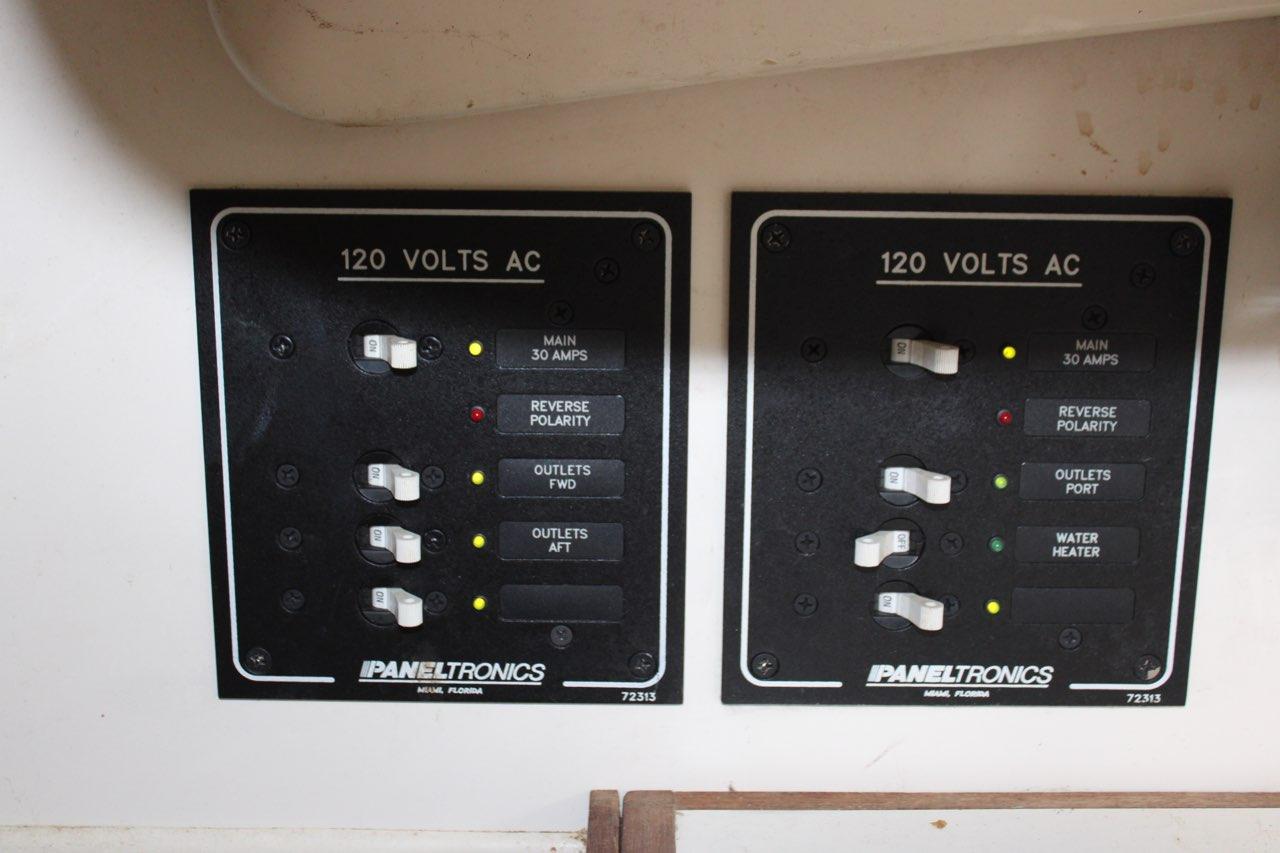 120 VOLTS AC
ON
MAIN
30 AMPS
REVERSE
POLARITY
ON
OUTLETS
FWD
ON
OUTLETS
AFT
ON
PANELTRONICS
MIAMI, FLORIDA
72313
120 VOLTS AC
ON
MAIN
30 AMPS
REVERSE
POLARITY
ON
OUTLETS
PORT
OFF
WATER
HEATER
ON
PANELTRONICS
MIAMI, FLORIDA
72313